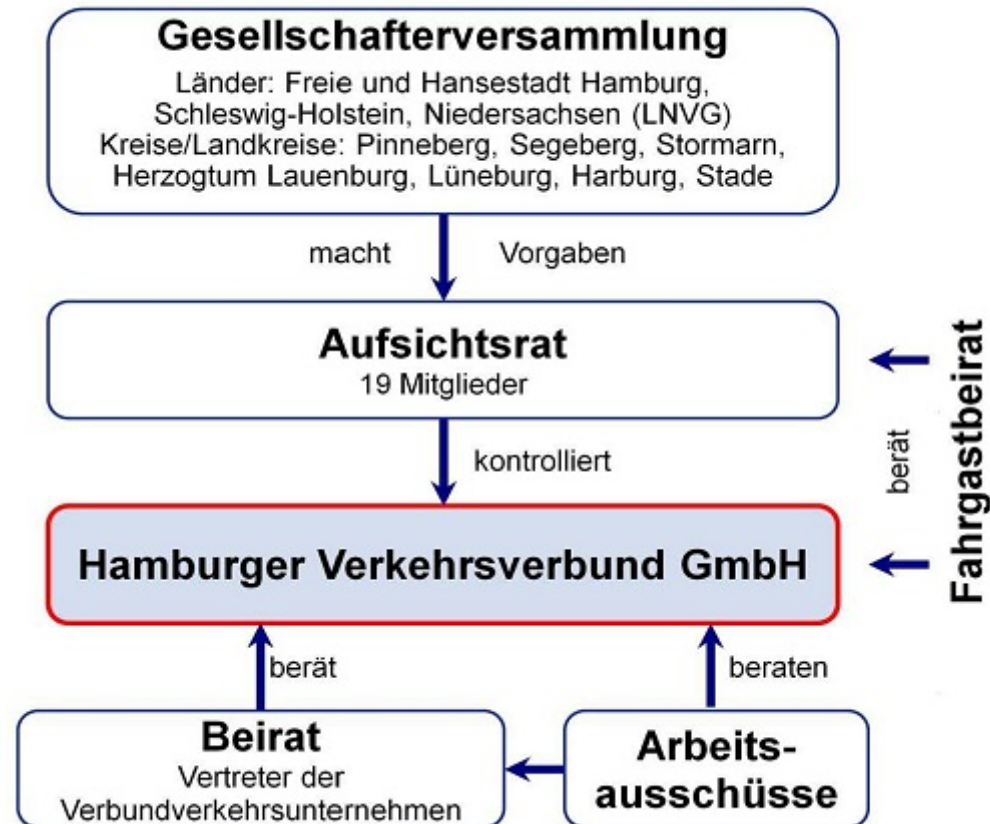 Gesellschafterversammlung
Länder: Freie und Hansestadt Hamburg,
Schleswig-Holstein, Niedersachsen (LNVG)
Kreise/Landkreise: Pinneberg, Segeberg, Stormarn,
Herzogtum Lauenburg, Lüneburg, Harburg, Stade
macht Vorgaben
Aufsichtsrat
19 Mitglieder
kontrolliert
Hamburger Verkehrsverbund GmbH
berät
Fahrgastbeirat
berät
beraten
Beirat
Vertreter der
Verbundverkehrsunternehmen
Arbeits-
ausschüsse